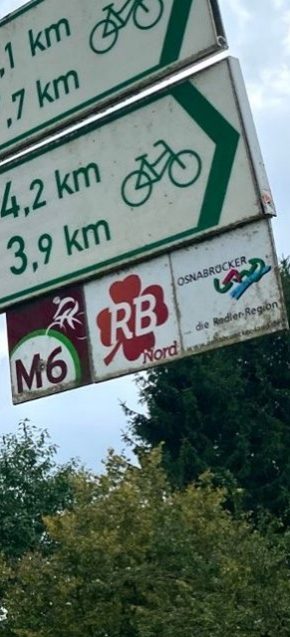 ,1 km
,7 km
4,2 km
3,9 km
M6
RB
Nord
OSNABRÜCKER
die Radler-Region